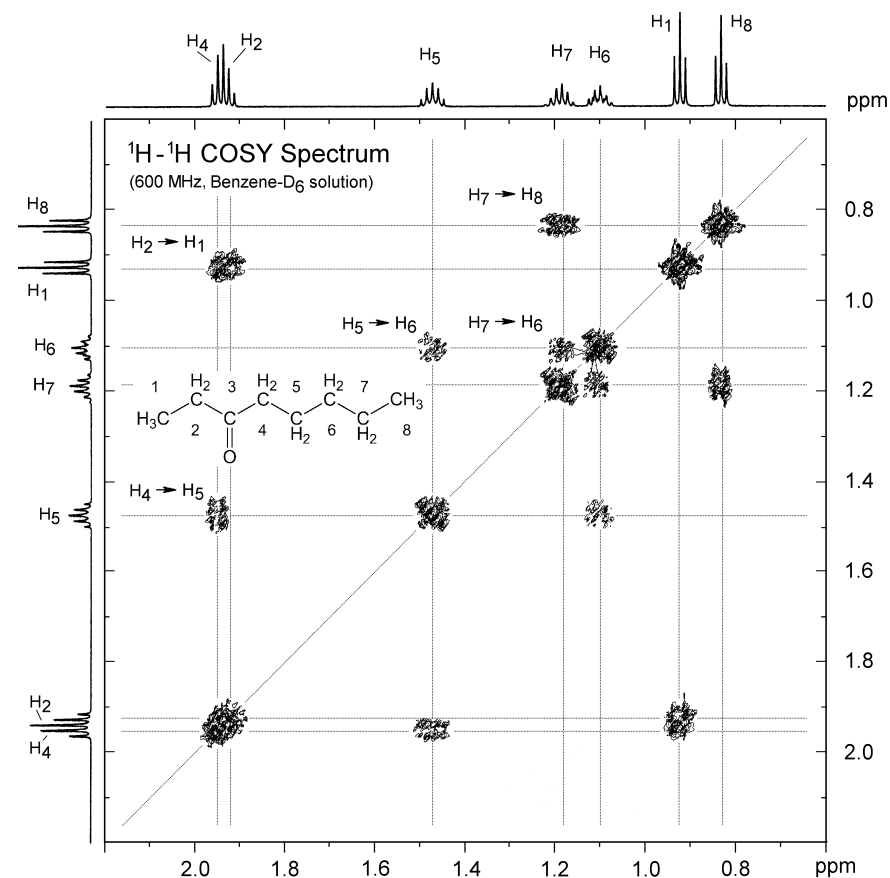 H4 H2 H5 H7 H6 H1 H8
ppm
¹H-¹H COSY Spectrum
(600 MHz, Benzene-D6 solution)
H7 → H8
H8
0.8
H2 → H1
H1
1.0
H5 → H6
H7 → H6
H6
H7
1.2
1 H2 3 H2 5 H2 7
H3C C C C C C C CH3
2 4 H2 6 H2 8
O
1.4
H4 → H5
H5
1.6
1.8
H2
H4
2.0
2.0 1.8 1.6 1.4 1.2 1.0 0.8 ppm